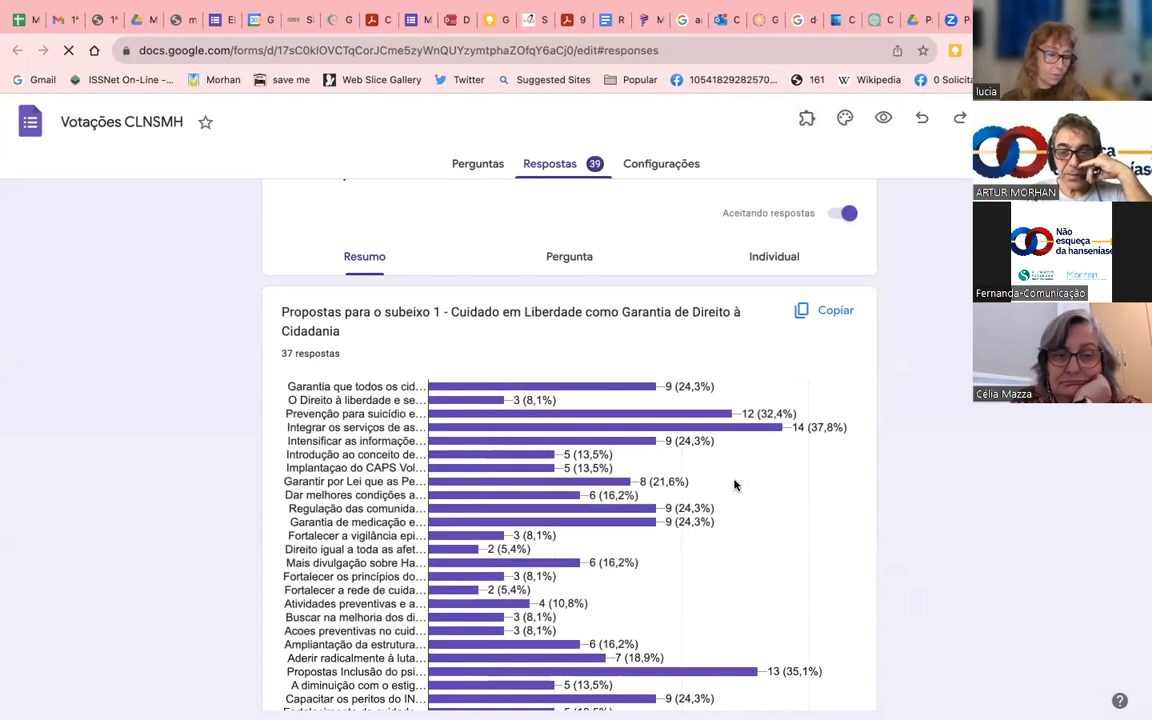 docs.google.com/forms/d/17sC0kIOVCTqCorJCme5zyWnQUYzymtphaZOfqY6aCj0/edit#responses
Gmail ISSNet On-Line -... Morhan save me Web Slice Gallery Twitter Suggested Sites Popular 10541829282570... 161 Wikipedia 0 Solicita
Votações CLNSMH
Perguntas Respostas 39 Configurações
Aceitando respostas
Resumo Pergunta Individual
Propostas para o subeixo 1 - Cuidado em Liberdade como Garantia de Direito à
Cidadania
Copiar
37 respostas
Garantia que todos os cid... 9 (24,3%)
O Direito à liberdade e se... 3 (8,1%)
Prevenção para suicídio e... 12 (32,4%)
Integrar os serviços de as... 14 (37,8%)
Intensificar as informaçõe... 9 (24,3%)
Introdução ao conceito de... 5 (13,5%)
Implantaçao do CAPS Vol... 5 (13,5%)
Garantir por Lei que as Pe... 8 (21,6%)
Dar melhores condições a... 6 (16,2%)
Regulação das comunida... 9 (24,3%)
Garantia de medicação e... 9 (24,3%)
Fortalecer a vigilância epi... 3 (8,1%)
Direito igual a toda as afet... 2 (5,4%)
Mais divulgação sobre Ha... 6 (16,2%)
Fortalecer os princípios do... 3 (8,1%)
Fortalecer a rede de cuida... 2 (5,4%)
Atividades preventivas e a... 4 (10,8%)
Buscar na melhoria dos di... 3 (8,1%)
Acoes preventivas no cuid... 3 (8,1%)
Ampliantação da estrutura... 6 (16,2%)
Aderir radicalmente à luta... 7 (18,9%)
Propostas Inclusão do psi... 13 (35,1%)
A diminuição com o estig... 5 (13,5%)
Capacitar os peritos do IN... 9 (24,3%)
lucia
ARTUR MORHAN
Não
esqueça
da hanseníase
Morhan
Fernanda-Comunicação
Célia Mazza